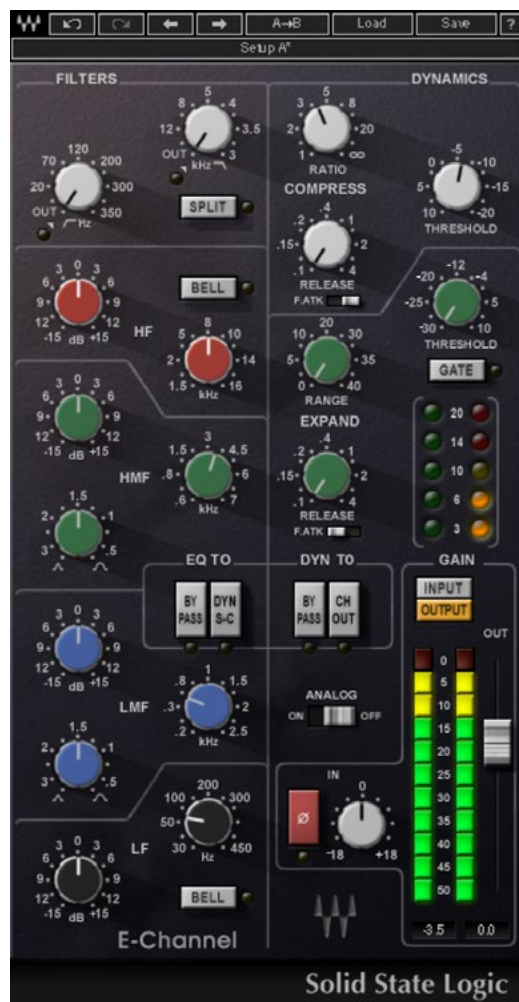 A→B Load Save ?
Setup A*
FILTERS
5
8 4
12 3.5
OUT 3
kHz
120
70 200
20 300
OUT 350
Hz
SPLIT
DYNAMICS
5
3 8
2 20
1 ∞
RATIO
COMPRESS
-5
0 -10
5 -15
10 -20
THRESHOLD
.4
.2 1
.15 2
.1 4
RELEASE
F.ATK
0
3 3
6 6
9 9
12 12
-15 dB +15
HF
BELL
8
5 10
2 14
1.5 16
kHz
-12
-20 -4
-25 5
-30 10
THRESHOLD
GATE
20
10 30
5 35
0 40
RANGE
EXPAND
0
3 3
6 6
9 9
12 12
-15 dB +15
HMF
3
1.5 4.5
.8 6
.6 7
kHz
1.5
2 1
3 .5
.4
.2 1
.15 2
.1 4
RELEASE
F.ATK
20
14
10
6
3
EQ TO
BY PASS
DYN S-C
DYN TO
BY PASS
CH OUT
GAIN
INPUT
OUTPUT
OUT
0
5
10
15
20
25
30
35
40
45
50
-3.5 0.0
0
3 3
6 6
9 9
12 12
-15 dB +15
LMF
1
.8 1.5
.3 2
.2 2.5
kHz
1.5
2 1
3 .5
ANALOG
ON OFF
IN
ø
0
-18 +18
0
3 3
6 6
9 9
12 12
-15 dB +15
LF
200
100 300
50
30 450
Hz
BELL
E-Channel
Solid State Logic